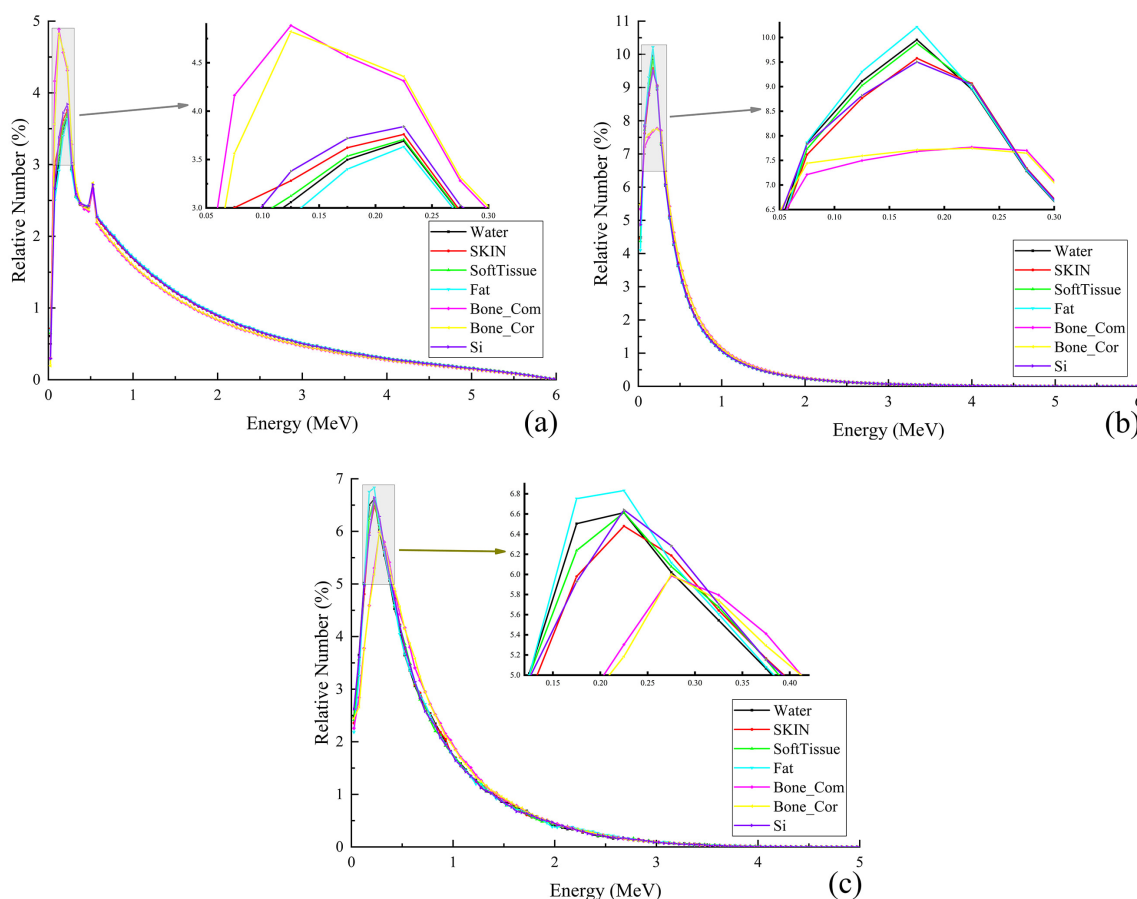 Relative Number (%)
5
4
3
2
1
0
0 1 2 3 4 5 6
Energy (MeV)
4.5
4.0
3.5
3.0
0.05 0.10 0.15 0.20 0.25 0.30
Water
SKIN
SoftTissue
Fat
Bone_Com
Bone_Cor
Si
(a)
Relative Number (%)
11
10
9
8
7
6
5
4
3
2
1
0
0 1 2 3 4 5 6
Energy (MeV)
10.0
9.5
9.0
8.5
8.0
7.5
7.0
6.5
0.05 0.10 0.15 0.20 0.25 0.30
Water
SKIN
SoftTissue
Fat
Bone_Com
Bone_Cor
Si
(b)
Relative Number (%)
7
6
5
4
3
2
1
0
0 1 2 3 4 5
Energy (MeV)
6.8
6.6
6.4
6.2
6.0
5.8
5.6
5.4
5.2
5.0
0.15 0.20 0.25 0.30 0.35 0.40
Water
SKIN
SoftTissue
Fat
Bone_Com
Bone_Cor
Si
(c)